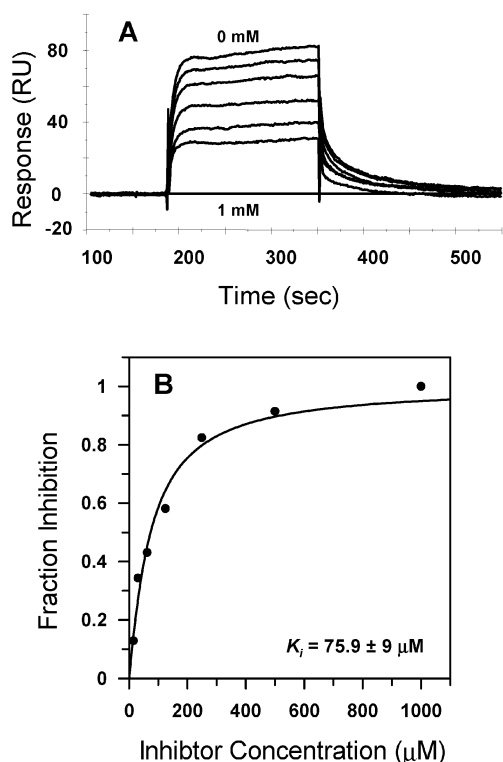 A
0 mM
80
40
0
-20
Response (RU)
1 mM
100 200 300 400 500
Time (sec)
B
1
0.8
0.6
0.4
0.2
0
Fraction Inhibition
Ki = 75.9 ± 9 μM
0 200 400 600 800 1000
Inhibtor Concentration (μM)